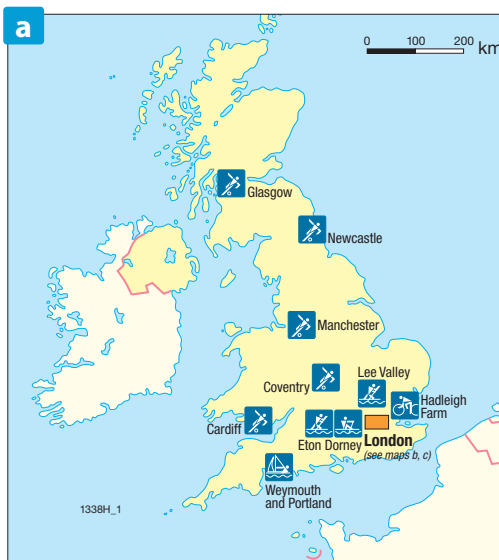 a
0 100 200 km
Glasgow
Newcastle
Manchester
Lee Valley
Coventry
Hadleigh
Farm
Cardiff
Eton Dorney
London
(see maps b, c)
Weymouth
and Portland
1338H_1